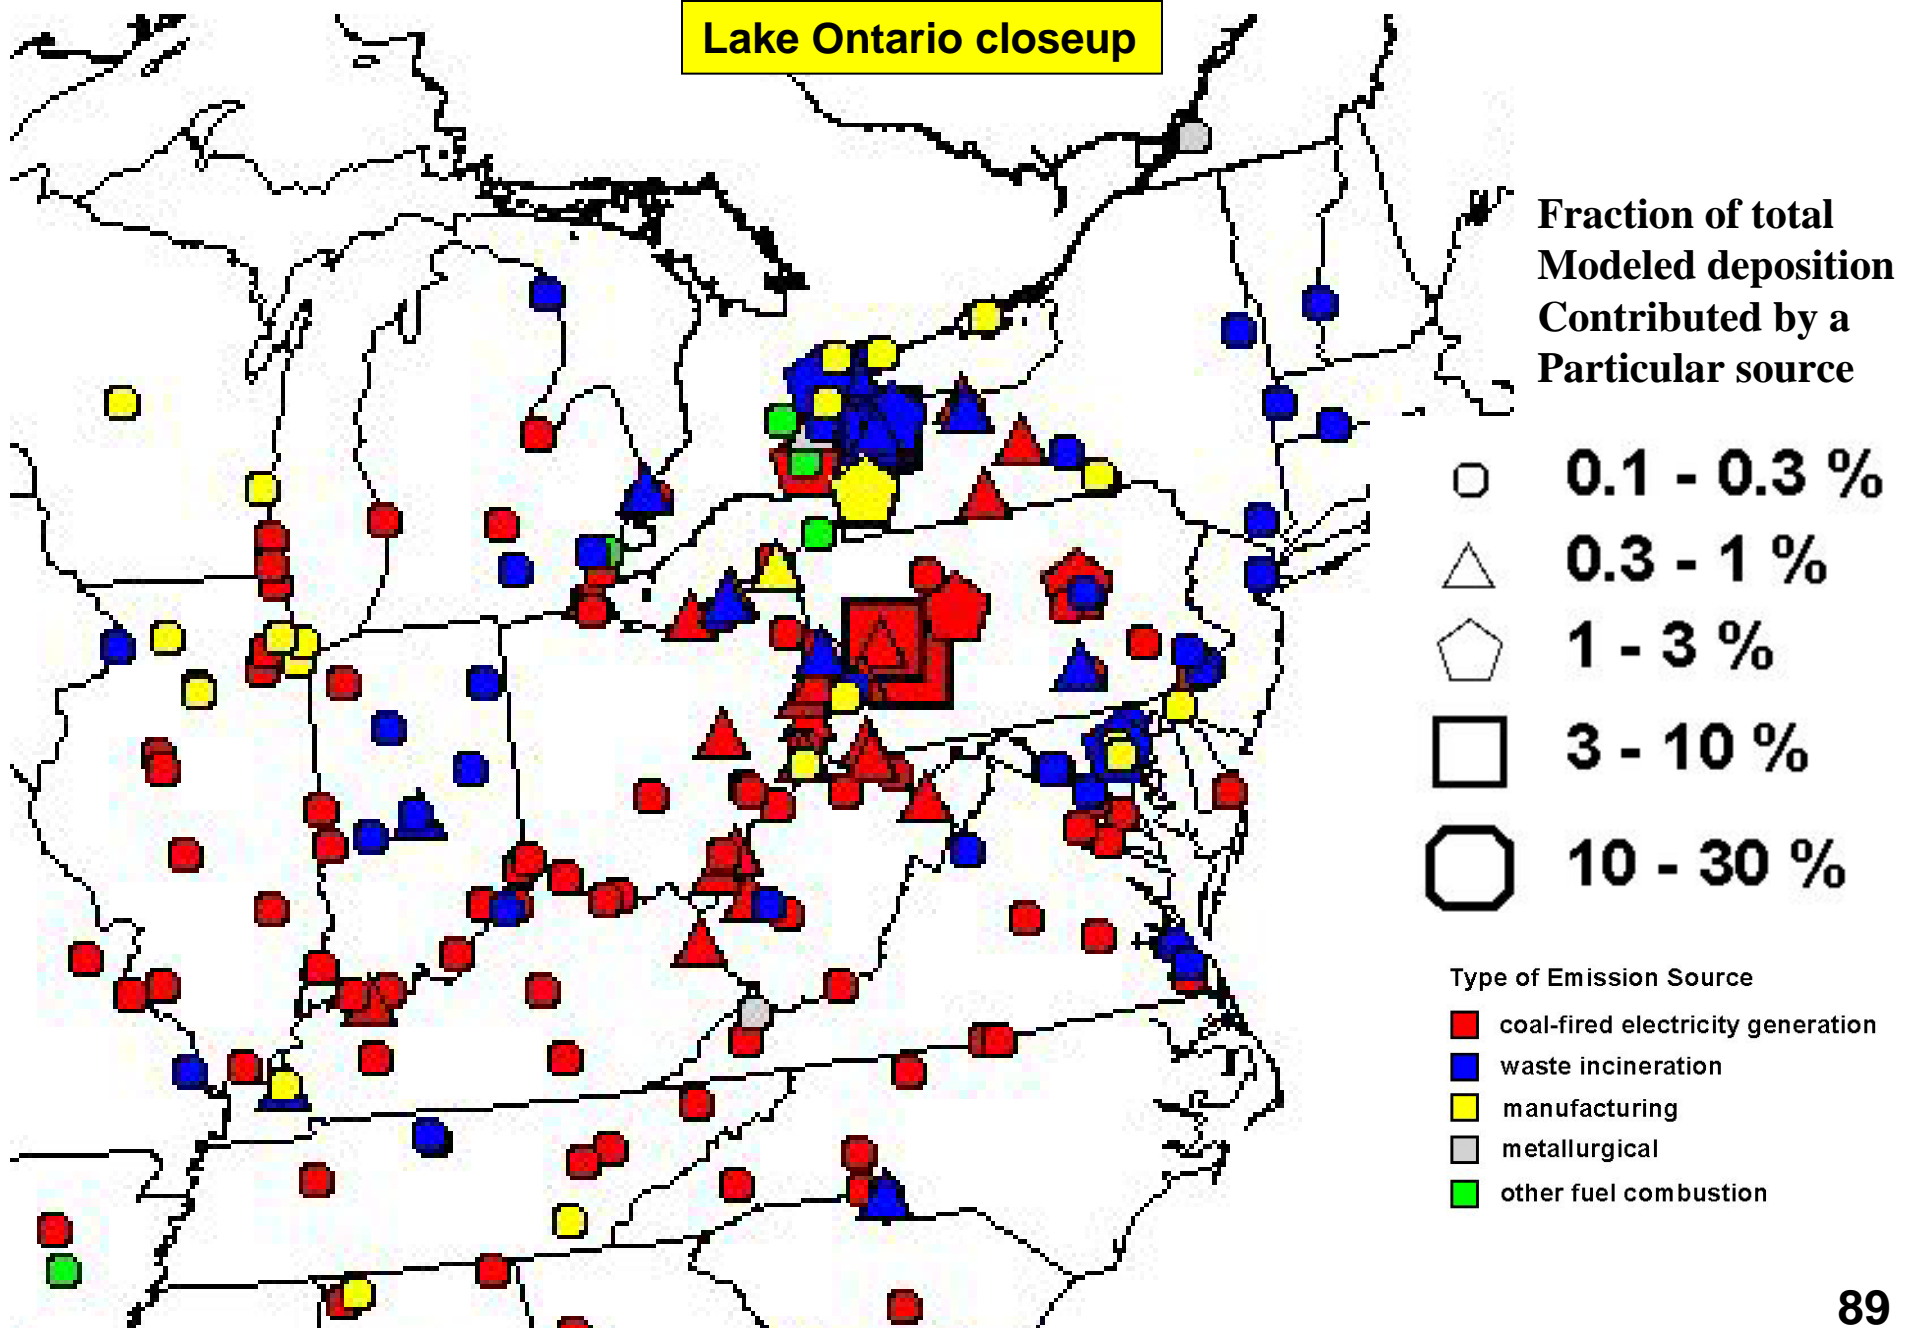 Lake Ontario closeup
Fraction of total
Modeled deposition
Contributed by a
Particular source
0.1 - 0.3 %
0.3 - 1 %
1 - 3 %
3 - 10 %
10 - 30 %
Type of Emission Source
coal-fired electricity generation
waste incineration
manufacturing
metallurgical
other fuel combustion
89